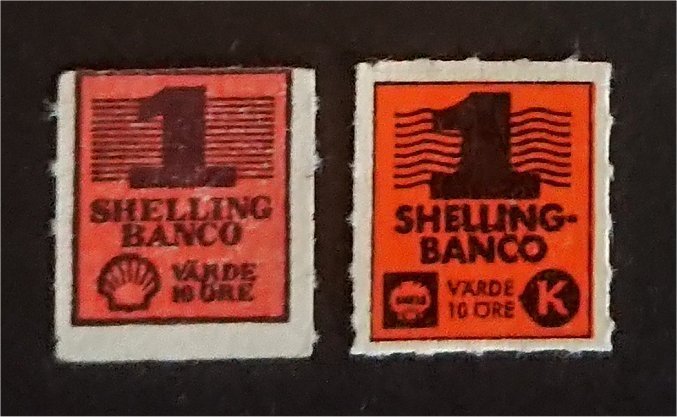 1
SHELLING
BANCO
VÄRDE
10 ÖRE
1
SHELLING-
BANCO
VÄRDE
10 ÖRE
K